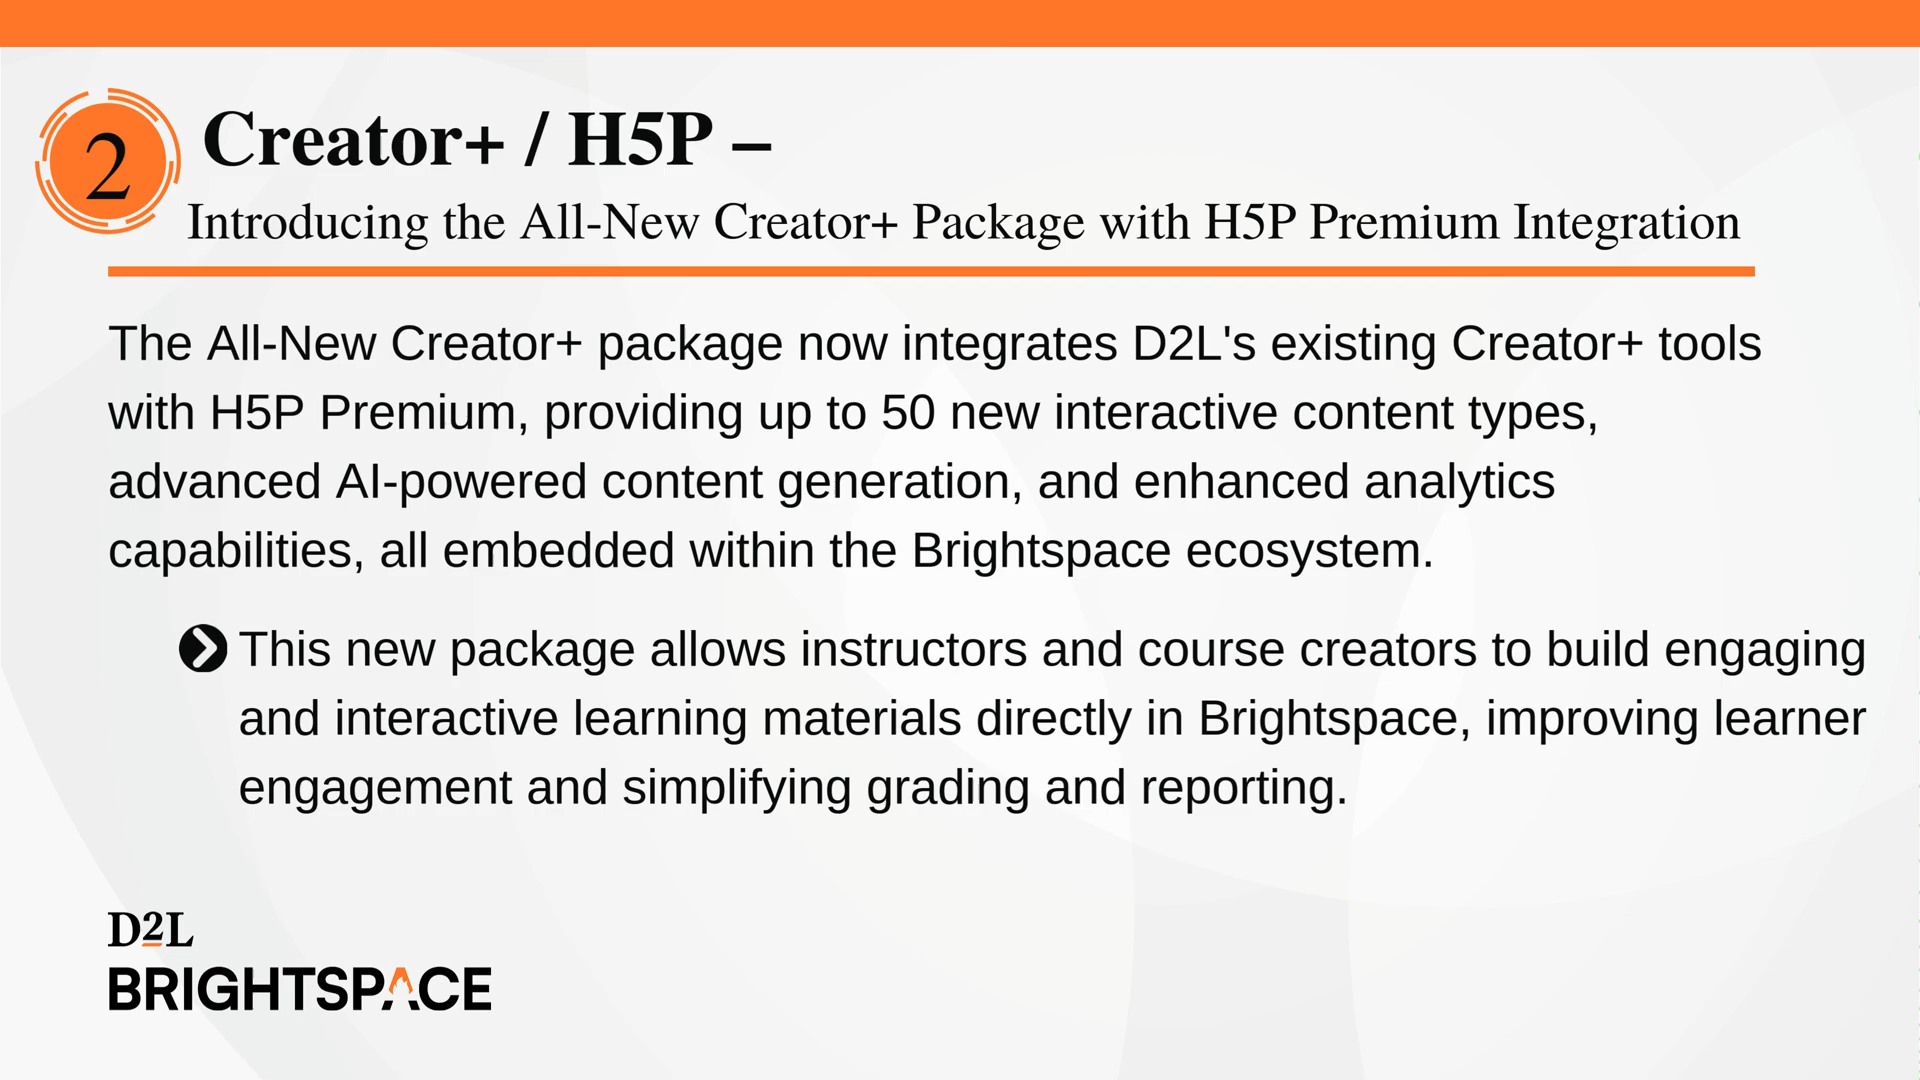 2
Creator+ / H5P –
Introducing the All-New Creator+ Package with H5P Premium Integration
The All-New Creator+ package now integrates D2L's existing Creator+ tools
with H5P Premium, providing up to 50 new interactive content types,
advanced AI-powered content generation, and enhanced analytics
capabilities, all embedded within the Brightspace ecosystem.
This new package allows instructors and course creators to build engaging
and interactive learning materials directly in Brightspace, improving learner
engagement and simplifying grading and reporting.
D2L
BRIGHTSPACE